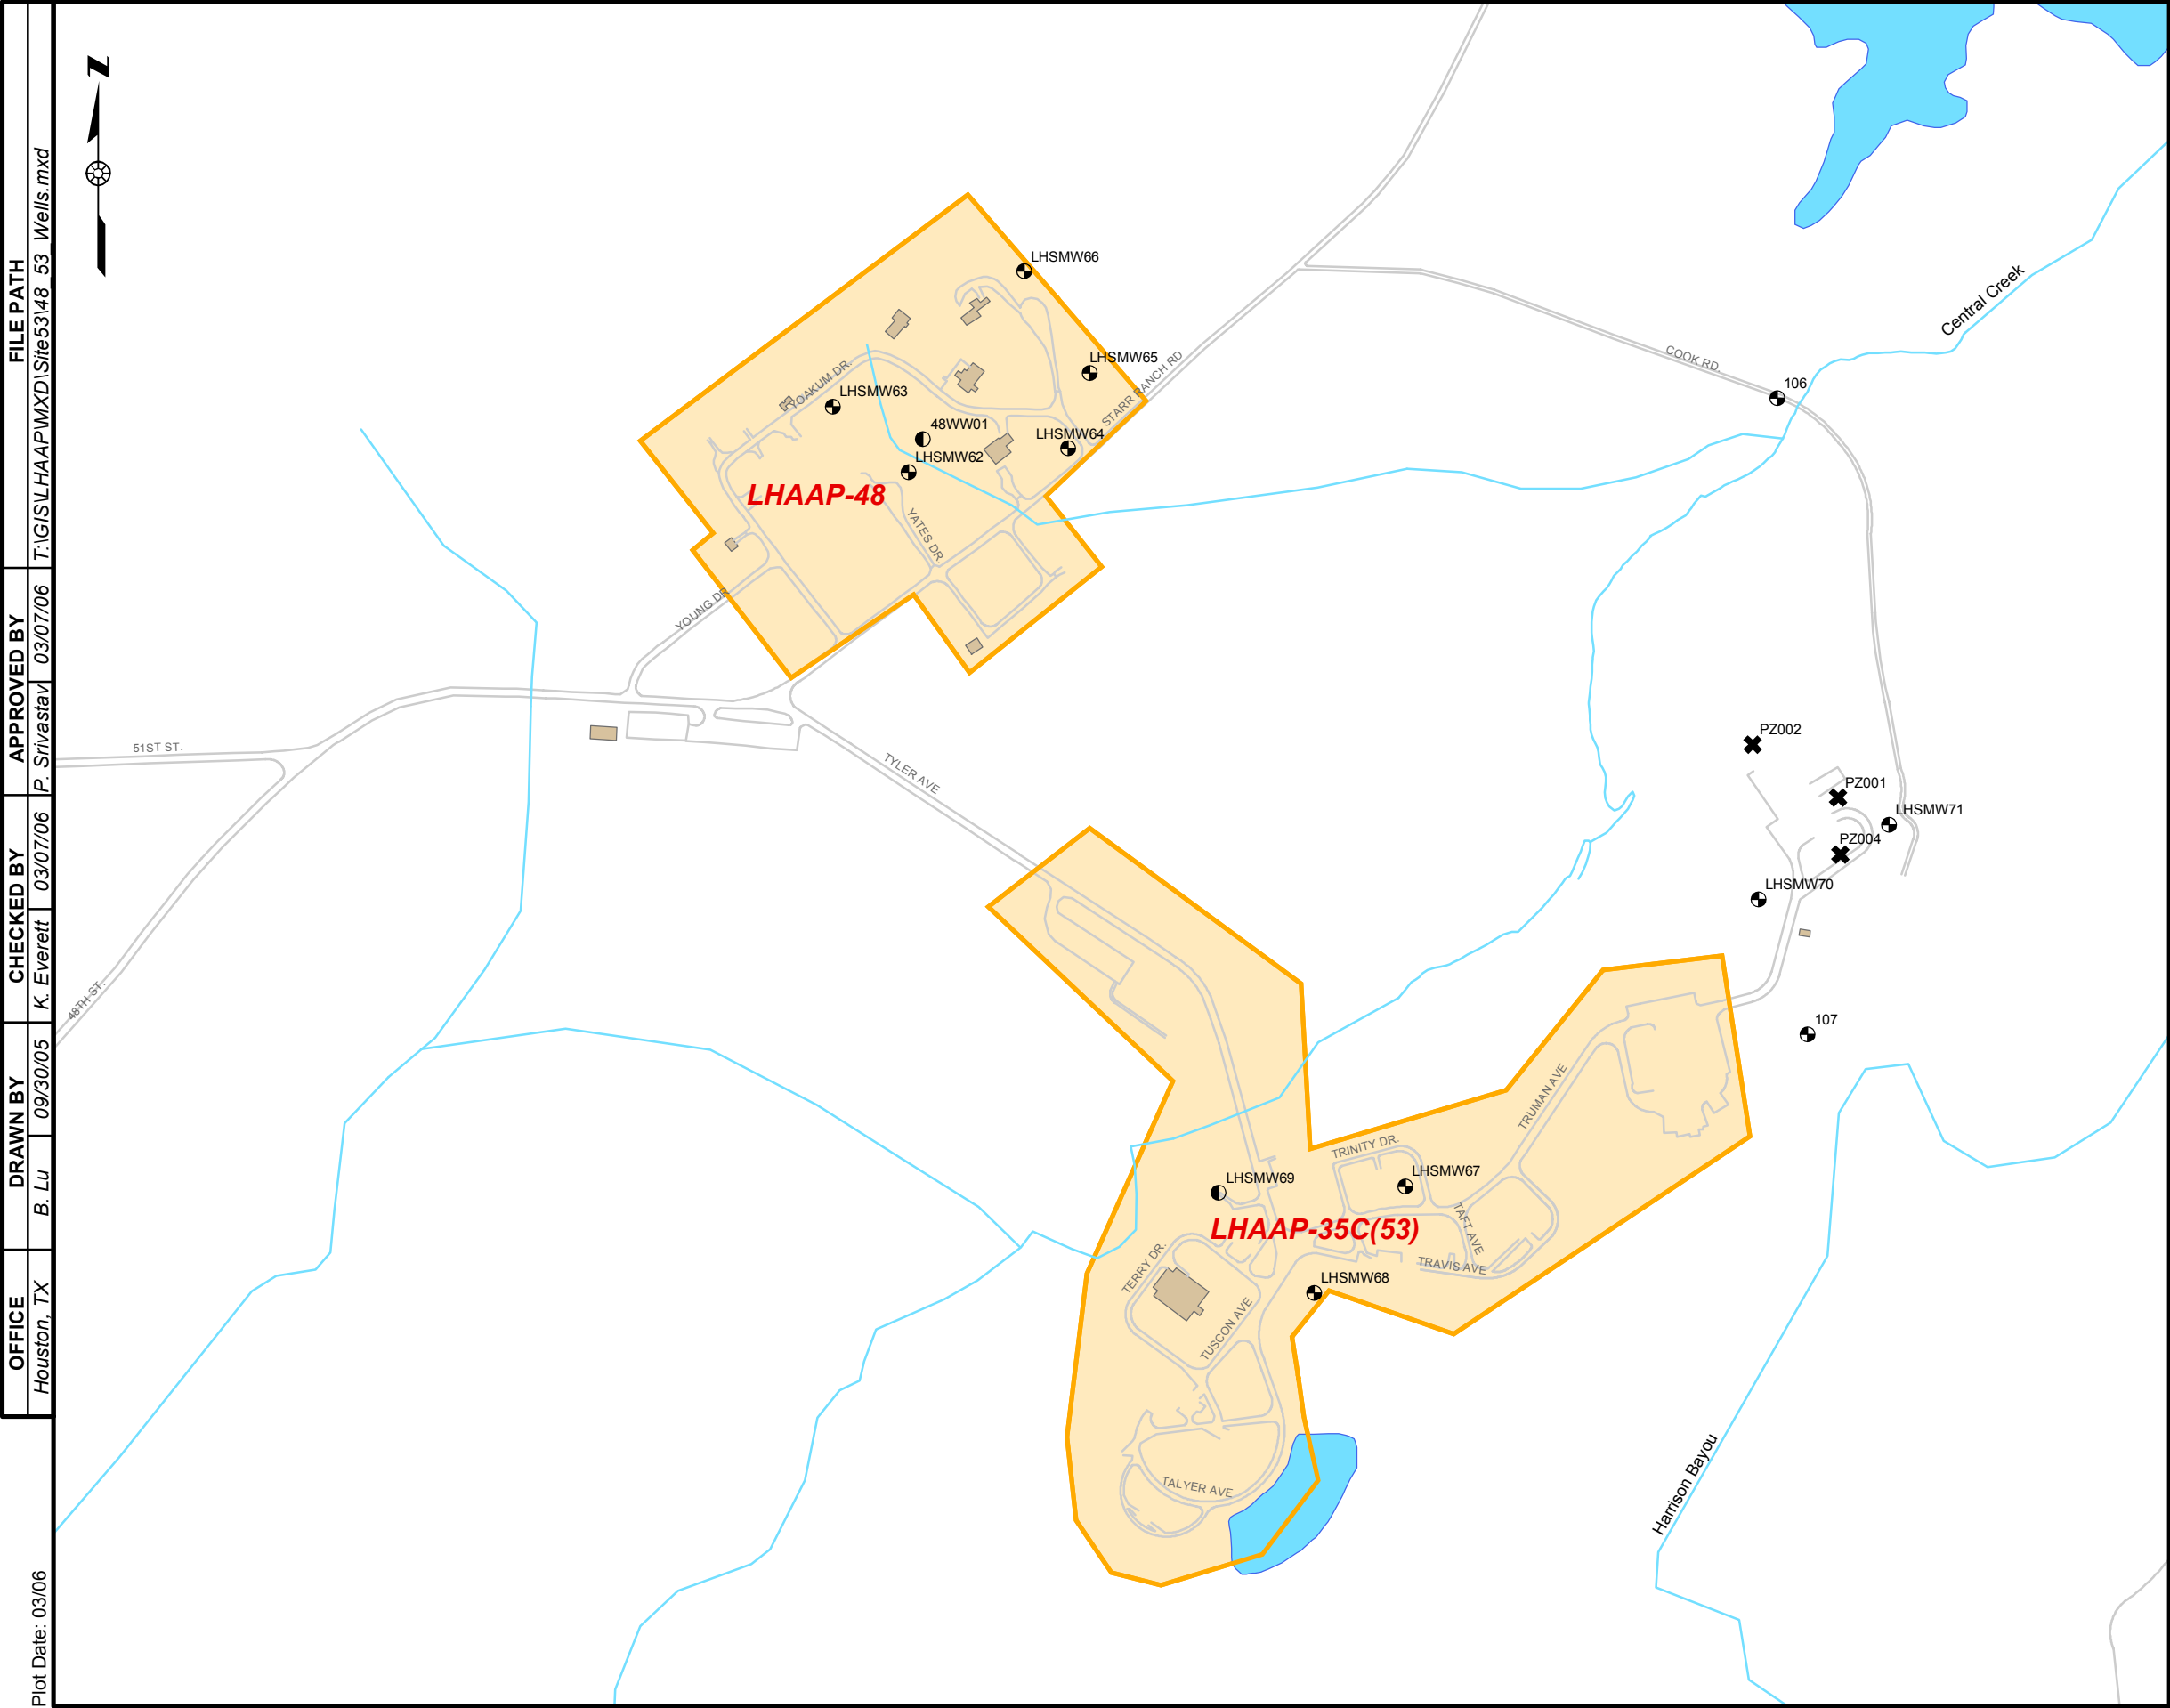 FILE PATH
T:\GIS\LHAAP\MXD\Site53\48_53_Wells.mxd
APPROVED BY
P. Srivastav
03/07/06
CHECKED BY
K. Everett
03/07/06
DRAWN BY
B. Lu
09/30/05
OFFICE
Houston, TX
Plot Date: 03/06
N
LHSMW66
LHSMW65
LHSMW63
48WW01
LHSMW64
LHSMW62
LHAAP-48
YOAKUM DR.
STARR RANCH RD
YATES DR.
YOUNG DR.
COOK RD.
Central Creek
106
51ST ST.
48TH ST.
TYLER AVE
PZ002
PZ001
LHSMW71
PZ004
LHSMW70
107
TRUMAN AVE
TRINITY DR.
LHSMW67
LHSMW69
LHAAP-35C(53)
TAFT AVE
TRAVIS AVE
TERRY DR.
LHSMW68
TUSCON AVE
TALYER AVE
Harrison Bayou